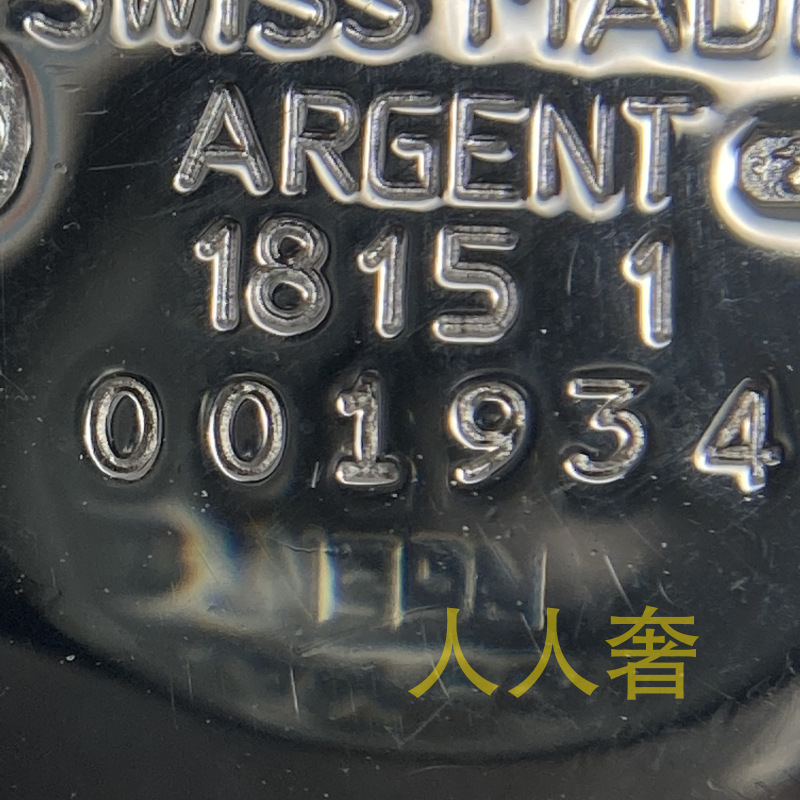 SWISS MADE
ARGENT
1815 1
001934
人人奢